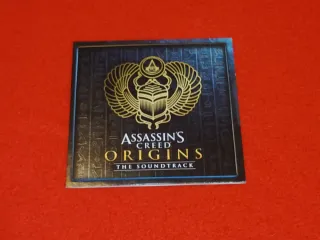 ASSASSIN'S
CREED
ORIGINS
THE SOUNDTRACK